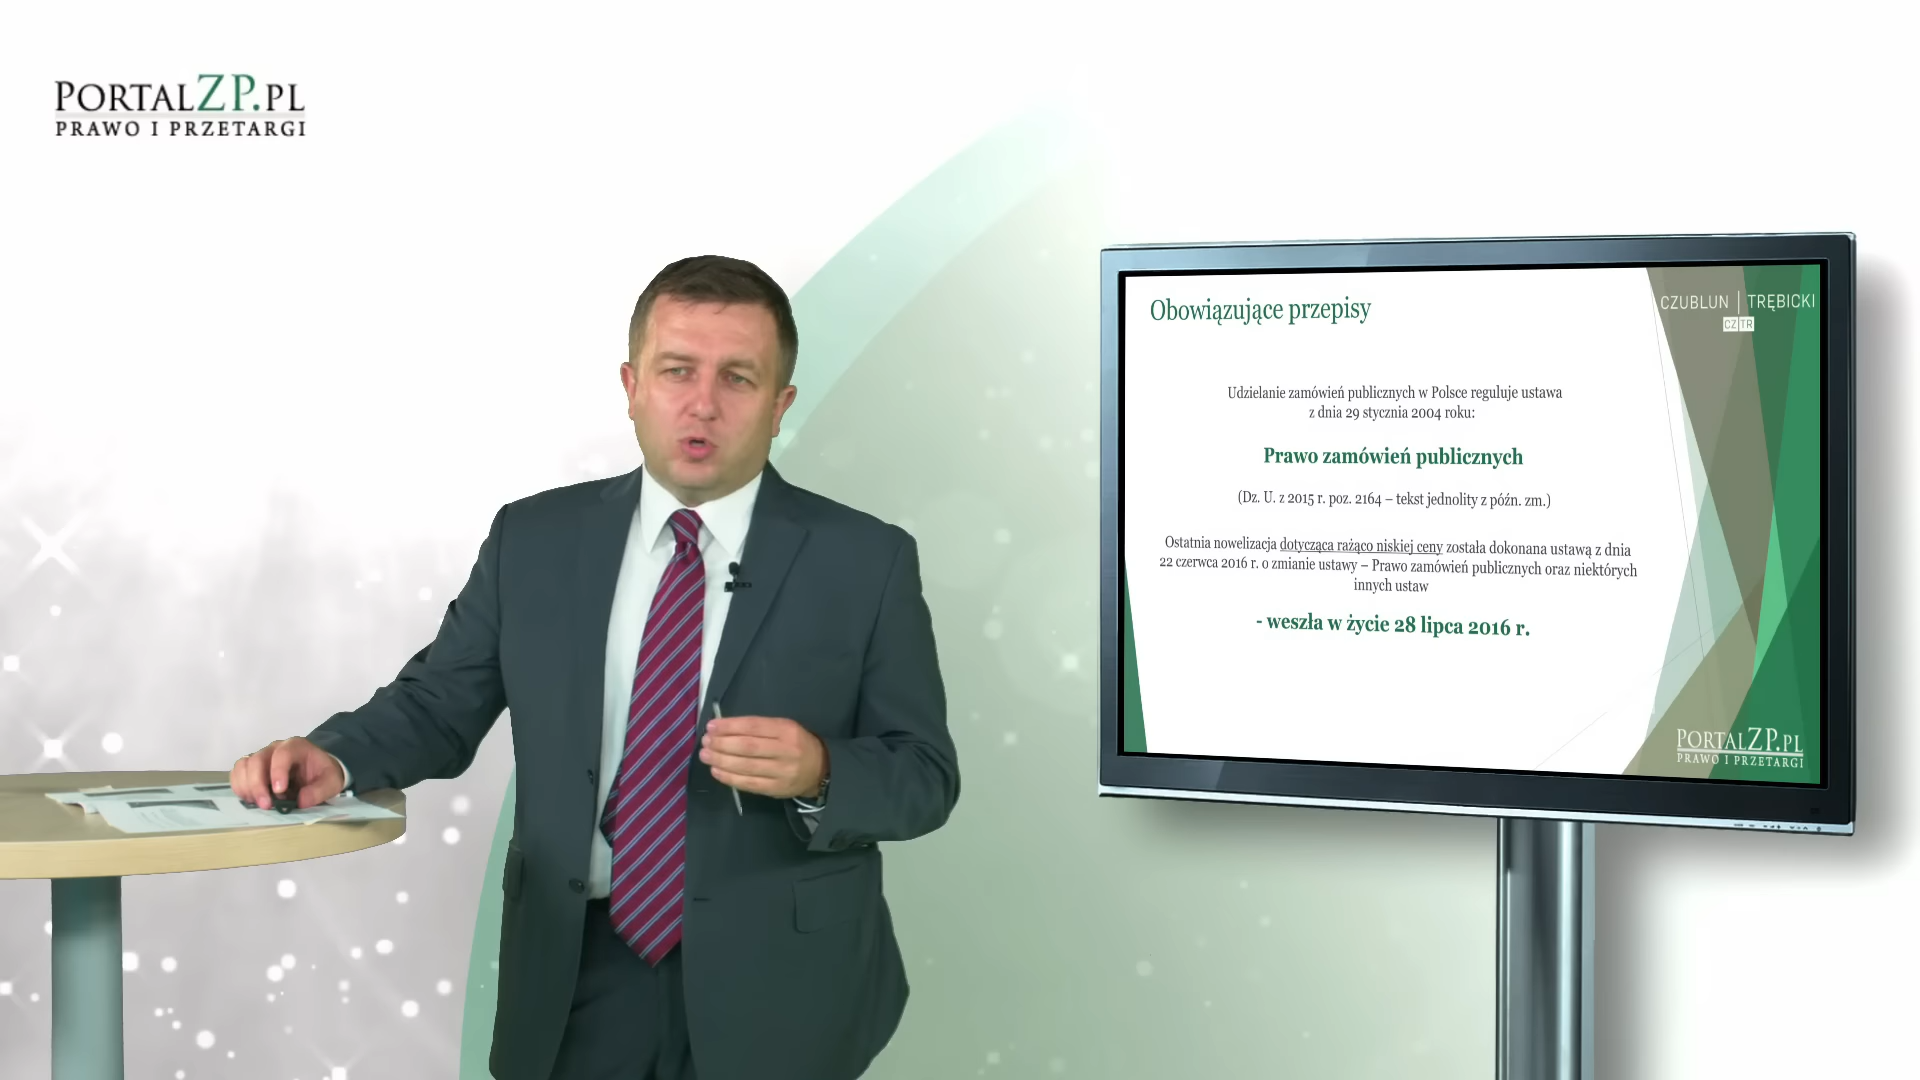 PORTALZP.PL
PRAWO I PRZETARGI
Obowiązujące przepisy
CZUBLUN | TRĘBICKI
CZ TR
Udzielanie zamówień publicznych w Polsce reguluje ustawa
z dnia 29 stycznia 2004 roku:
Prawo zamówień publicznych
(Dz. U. z 2015 r. poz. 2164 – tekst jednolity z późn. zm.)
Ostatnia nowelizacja dotycząca rażąco niskiej ceny została dokonana ustawą z dnia
22 czerwca 2016 r. o zmianie ustawy – Prawo zamówień publicznych oraz niektórych
innych ustaw
- weszła w życie 28 lipca 2016 r.
PORTALZP.PL
PRAWO I PRZETARGI